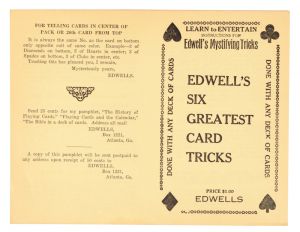 FOR TELLING CARDS IN CENTER OF
PACK OR 26th CARD FROM TOP
It is always the same No. as the card on bottom
only opposite suit of same color. Example—8 of
Diamonds on bottom, 8 of Hearts in center. 3 of
Spades on bottom, 3 of Clubs in center, etc.
Teaching this has pleased you, I remain
Mysteriously yours,
EDWELLS.
Send 25 cents for my pamphlet, "The History of
Playing Cards," "Playing Cards and the Calendar,"
"The Bible in a deck of cards. Address all mail
EDWELLS,
Box 1221,
Atlanta, Ga.
A copy of this pamphlet will be sent postpaid to
any address upon receipt of 50 cents to
EDWELLS,
Box 1221,
Atlanta, Ga.
LEARN to ENTERTAIN
INSTRUCTIONS FOR
Edwell's Mystifying Tricks
DONE WITH ANY DECK OF CARDS
EDWELL'S
SIX
GREATEST
CARD
TRICKS
DONE WITH ANY DECK OF CARDS
PRICE $1.00
EDWELLS